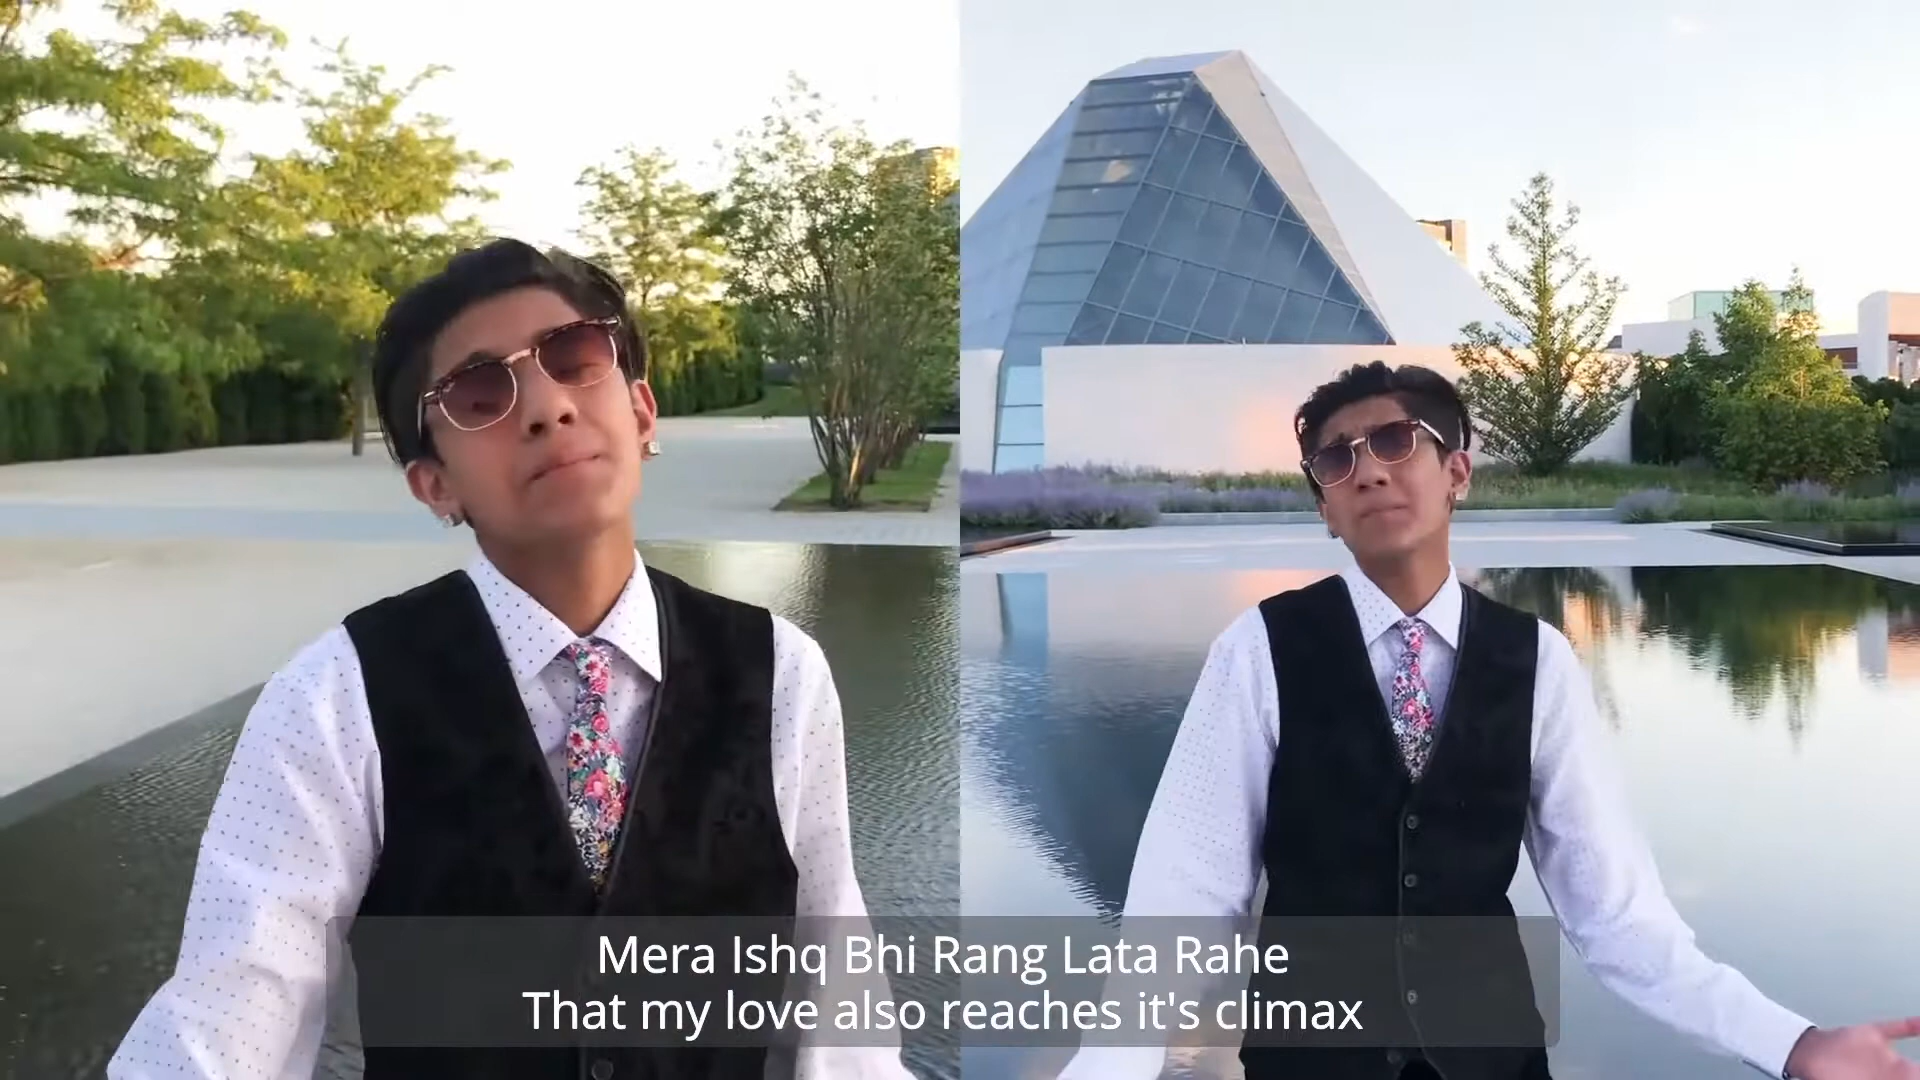 Mera Ishq Bhi Rang Lata Rahe
That my love also reaches it's climax